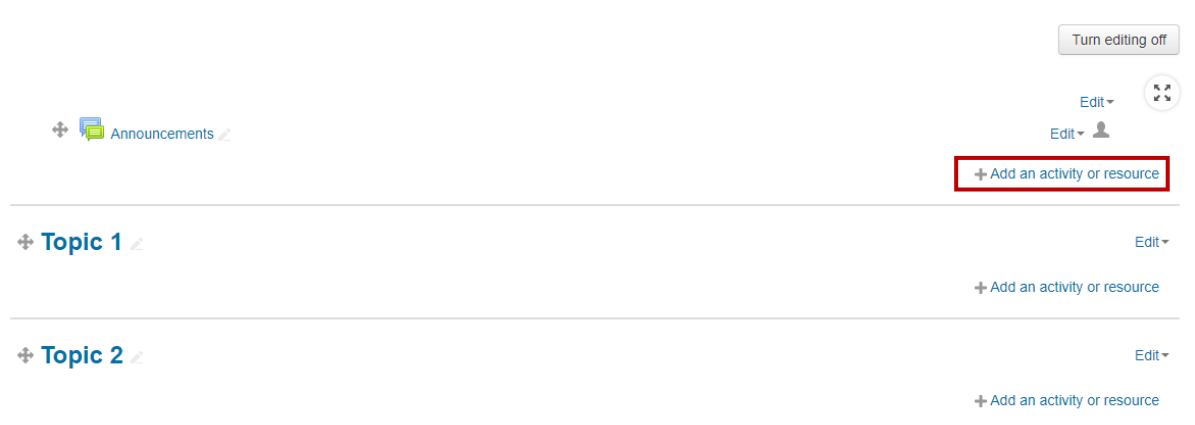 Turn editing off
Edit
Announcements
Edit
Add an activity or resource
Topic 1
Edit
Add an activity or resource
Topic 2
Edit
Add an activity or resource